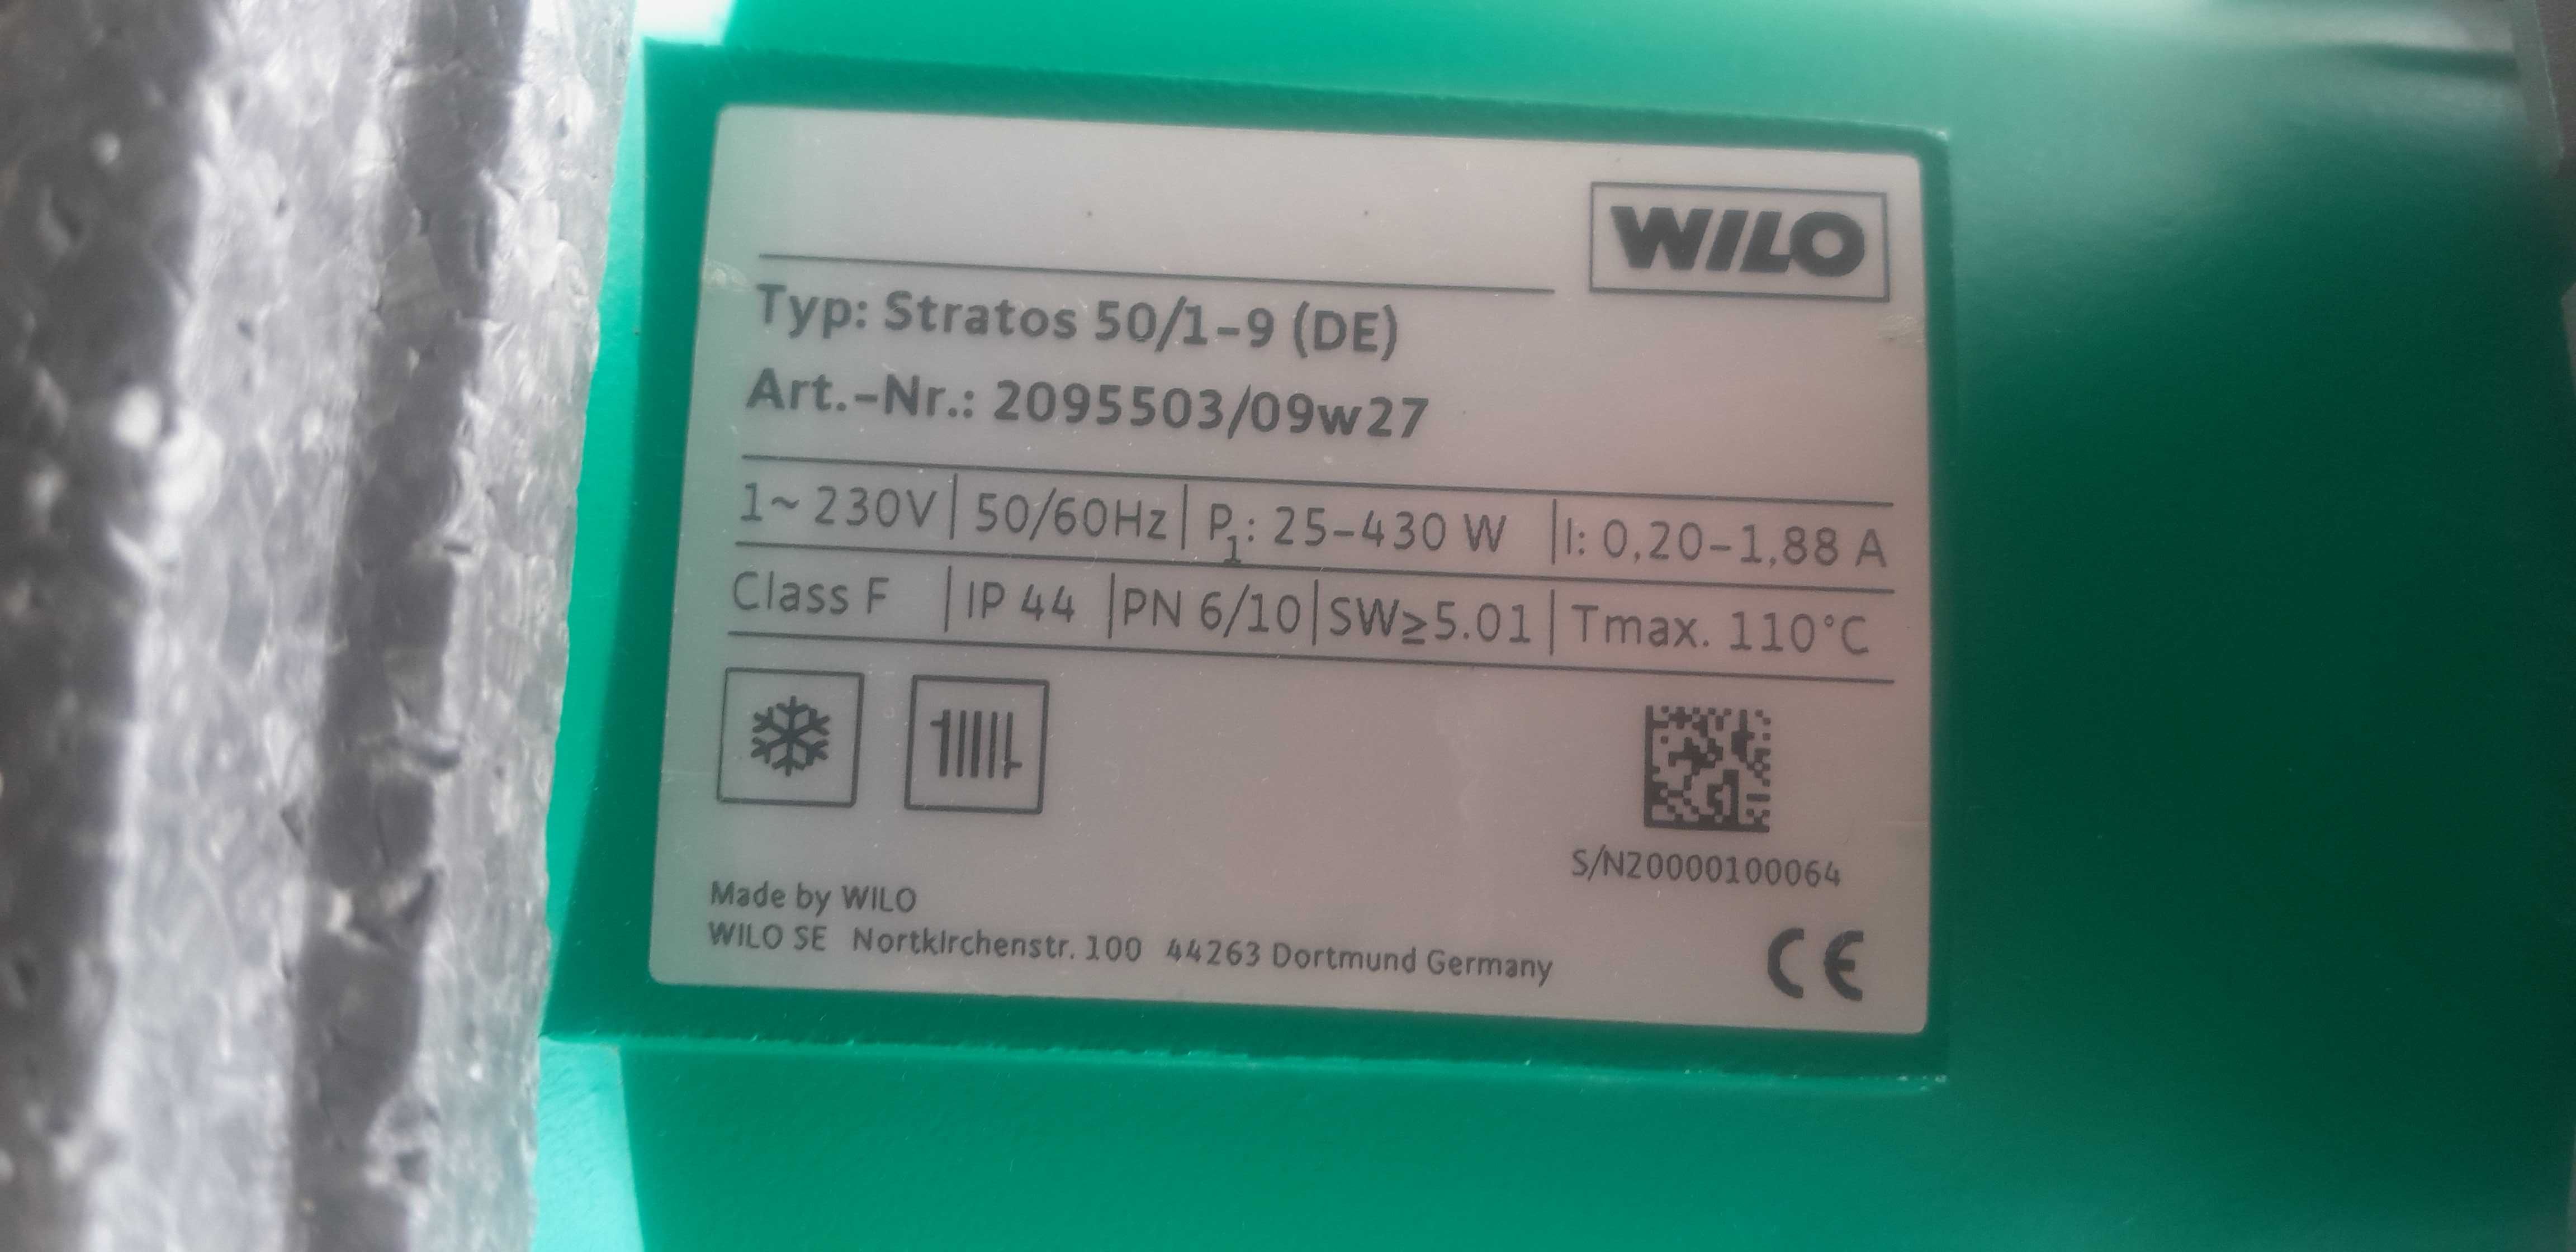 WILO
Typ: Stratos 50/1-9 (DE)
Art.-Nr.: 2095503/09w27
1~ 230V 50/60Hz P1: 25-430 W I: 0,20-1,88 A
Class F IP 44 PN 6/10 SW≥5.01 Tmax. 110°C
S/N20000100064
Made by WILO
WILO SE Nortkirchenstr. 100 44263 Dortmund Germany
CE